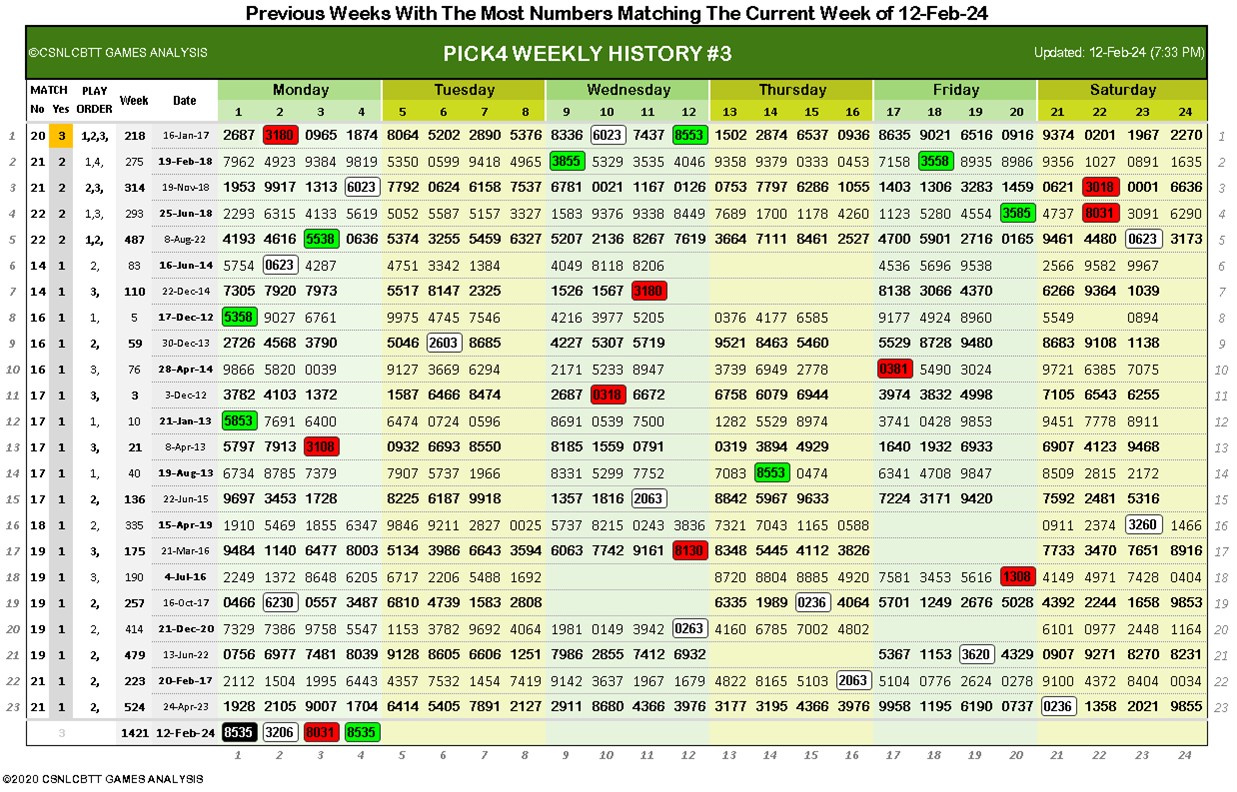 Previous Weeks With The Most Numbers Matching The Current Week of 12-Feb-24
©CSNLCBTT GAMES ANALYSIS PICK4 WEEKLY HISTORY #3 Updated: 12-Feb-24 (7:33 PM)
MATCH PLAY Week Date Monday Tuesday Wednesday Thursday Friday Saturday
No Yes ORDER 1 2 3 4 5 6 7 8 9 10 11 12 13 14 15 16 17 18 19 20 21 22 23 24
1 20 3 1,2,3, 218 16-Jan-17 2687 3180 0965 1874 8064 5202 2890 5376 8336 6023 7437 8553 1502 2874 6537 0936 8635 9021 6516 0916 9374 0201 1967 2270 1
2 21 2 1,4, 275 19-Feb-18 7962 4923 9384 9819 5350 0599 9418 4965 3855 5329 3535 4046 9358 9379 0333 0453 7158 3558 8935 8986 9356 1027 0891 1635 2
3 21 2 2,3, 314 19-Nov-18 1953 9917 1313 6023 7792 0624 6158 7537 6781 0021 1167 0126 0753 7797 6286 1055 1403 1306 3283 1459 0621 3018 0001 6636 3
4 22 2 1,3, 293 25-Jun-18 2293 6315 4133 5619 5052 5587 5157 3327 1583 9376 9338 8449 7689 1700 1178 4260 1123 5280 4554 3585 4737 8031 3091 6290 4
5 22 2 1,2, 487 8-Aug-22 4193 4616 5538 0636 5374 3255 5459 6327 5207 2136 8267 7619 3664 7111 8461 2527 4700 5901 2716 0165 9461 4480 0623 3173 5
6 14 1 2, 83 16-Jun-14 5754 0623 4287 4751 3342 1384 4049 8118 8206 4536 5696 9538 2566 9582 9967 6
7 14 1 3, 110 22-Dec-14 7305 7920 7973 5517 8147 2325 1526 1567 3180 8138 3066 4370 6266 9364 1039 7
8 16 1 1, 5 17-Dec-12 5358 9027 6761 9975 4745 7546 4216 3977 5205 0376 4177 6585 9177 4924 8960 5549 0894 8
9 16 1 2, 59 30-Dec-13 2726 4568 3790 5046 2603 8685 4227 5307 5719 9521 8463 5460 5529 8728 9480 8683 9108 1138 9
10 16 1 3, 76 28-Apr-14 9866 5820 0039 9127 3669 6294 2171 5233 8947 3739 6949 2778 0381 5490 3024 9721 6385 7075 10
11 17 1 3, 3 3-Dec-12 3782 4103 1372 1587 6466 8474 2687 0318 6672 6758 6079 6944 3974 3832 4998 7105 6543 6255 11
12 17 1 1, 10 21-Jan-13 5853 7691 6400 6474 0724 0596 8691 0539 7500 1282 5529 8974 3741 0428 9853 9451 7778 8911 12
13 17 1 3, 21 8-Apr-13 5797 7913 3108 0932 6693 8550 8185 1559 0791 0319 3894 4929 1640 1932 6933 6907 4123 9468 13
14 17 1 1, 40 19-Aug-13 6734 8785 7379 7907 5737 1966 8331 5299 7752 7083 8553 0474 6341 4708 9847 8509 2815 2172 14
15 17 1 2, 136 22-Jun-15 9697 3453 1728 8225 6187 9918 1357 1816 2063 8842 5967 9633 7224 3171 9420 7592 2481 5316 15
16 18 1 2, 335 15-Apr-19 1910 5469 1855 6347 9846 9211 2827 0025 5737 8215 0243 3836 7321 7043 1165 0588 0911 2374 3260 1466 16
17 19 1 3, 175 21-Mar-16 9484 1140 6477 8003 5134 3986 6643 3594 6063 7742 9161 8130 8348 5445 4112 3826 7733 3470 7651 8916 17
18 19 1 3, 190 4-Jul-16 2249 1372 8648 6205 6717 2206 5488 1692 8720 8804 8885 4920 7581 3453 5616 1308 4149 4971 7428 0404 18
19 19 1 2, 257 16-Oct-17 0466 6230 0557 3487 6810 4739 1583 2808 6335 1989 0236 4064 5701 1249 2676 5028 4392 2244 1658 9853 19
20 19 1 2, 414 21-Dec-20 7329 7386 9758 5547 1153 3782 9692 4064 1981 0149 3942 0263 4160 6785 7002 4802 6101 0977 2448 1164 20
21 19 1 2, 479 13-Jun-22 0756 6977 7481 8039 9128 8605 6606 1251 7986 2855 7412 6932 5367 1153 3620 4329 0907 9271 8270 8231 21
22 21 1 2, 223 20-Feb-17 2112 1504 1995 6443 4357 7532 1454 7419 9142 3637 1967 1679 4822 8165 5103 2063 5104 0776 2624 0278 9100 4372 8404 0034 22
23 21 1 2, 524 24-Apr-23 1928 2105 9007 1704 6414 5405 7891 2127 2911 8680 4366 3976 3177 3195 4366 3976 9958 1195 6190 0737 0236 1358 2021 9855 23
3 1421 12-Feb-24 8535 3206 8031 8535
1 2 3 4 5 6 7 8 9 10 11 12 13 14 15 16 17 18 19 20 21 22 23 24
©2020 CSNLCBTT GAMES ANALYSIS